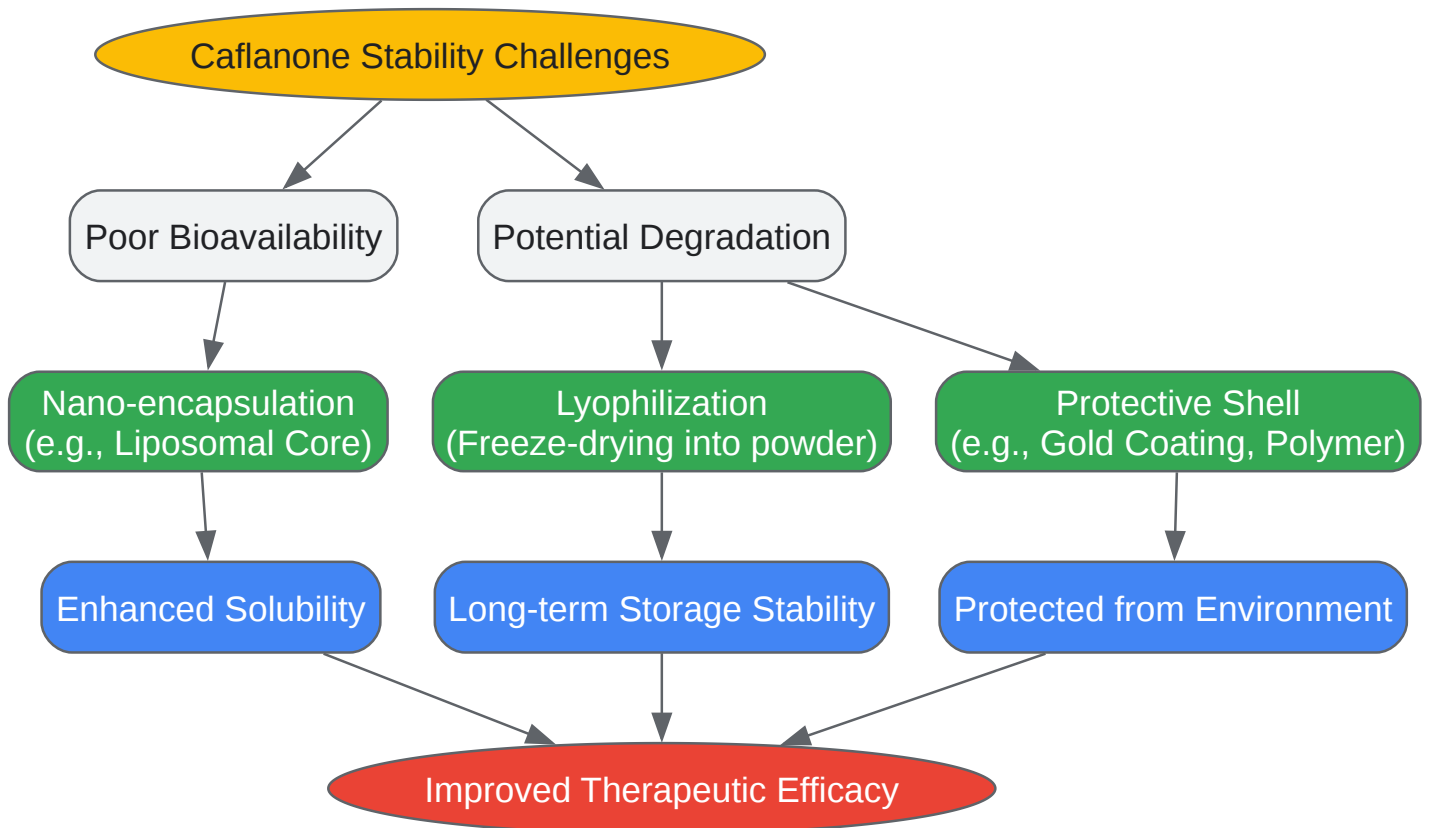 Caflanone Stability Challenges
Poor Bioavailability
Potential Degradation
Nano-encapsulation
(e.g., Liposomal Core)
Lyophilization
(Freeze-drying into powder)
Protective Shell
(e.g., Gold Coating, Polymer)
Enhanced Solubility
Long-term Storage Stability
Protected from Environment
Improved Therapeutic Efficacy